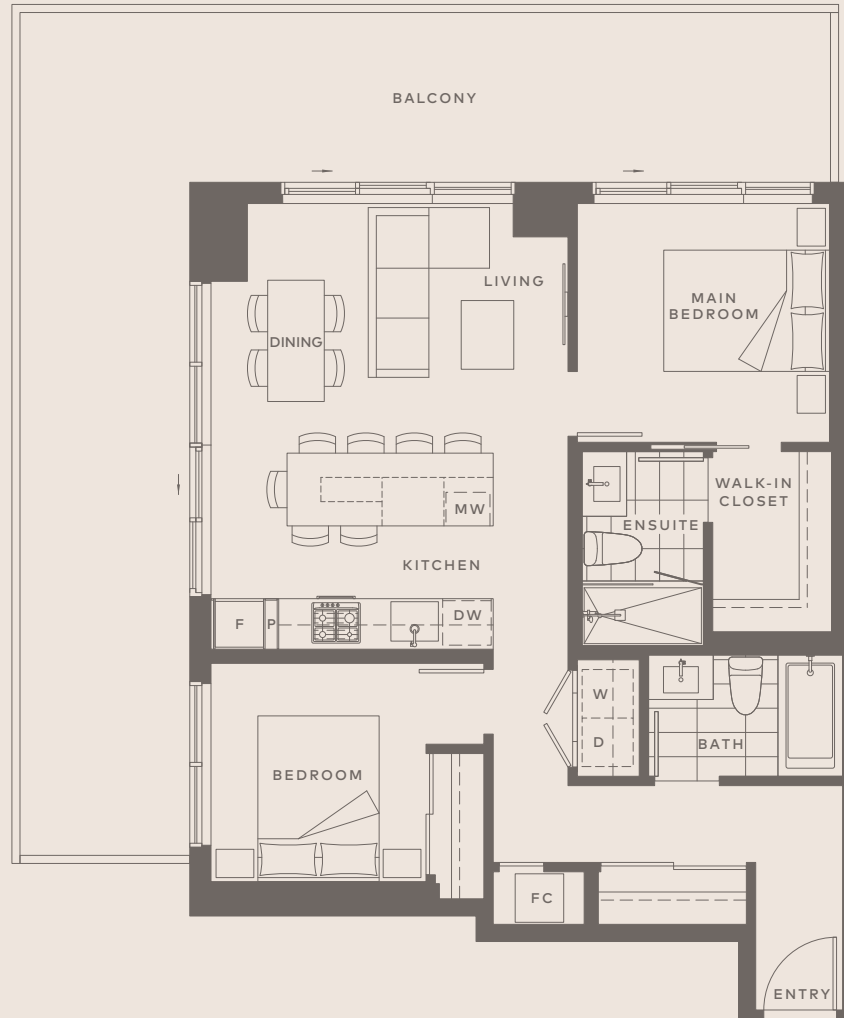 BALCONY
LIVING
MAIN
BEDROOM
DINING
WALK-IN
CLOSET
MW
ENSUITE
KITCHEN
F
P
DW
W
D
BATH
BEDROOM
FC
ENTRY